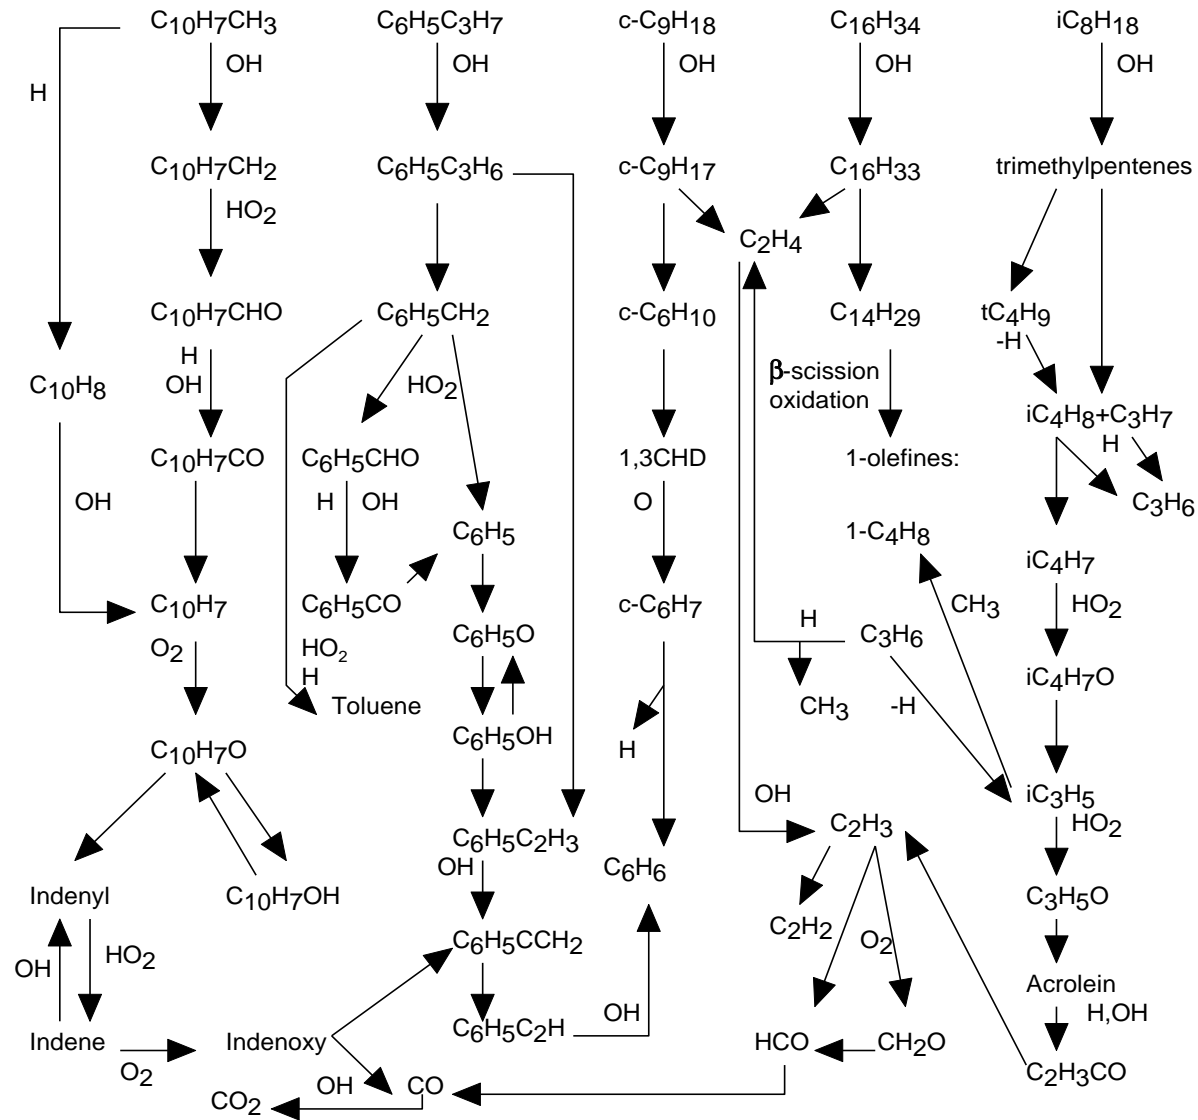 C10H7CH3 C6H5C3H7 c-C9H18 C16H34 iC8H18
OH OH OH OH OH
H
C10H7CH2 C6H5C3H6 c-C9H17 C16H33 trimethylpentenes
HO2
C2H4
C10H7CHO C6H5CH2 c-C6H10 C14H29 tC4H9
-H
H
OH
C10H8 HO2 β-scission
oxidation
iC4H8+C3H7
H
C10H7CO C6H5CHO 1,3CHD 1-olefines:
OH H OH O C3H6
C6H5 1-C4H8
iC4H7
C10H7 C6H5CO c-C6H7 CH3 HO2
O2 C6H5O H C3H6
HO2
H
iC4H7O
Toluene CH3 -H
C10H7O C6H5OH H
iC3H5
OH C2H3 HO2
C6H5C2H3
OH C6H6
Indenyl C10H7OH C3H5O
C2H2 O2
OH HO2 C6H5CCH2
Acrolein
OH H,OH
Indene Indenoxy C6H5C2H HCO CH2O
O2 C2H3CO
OH CO
CO2